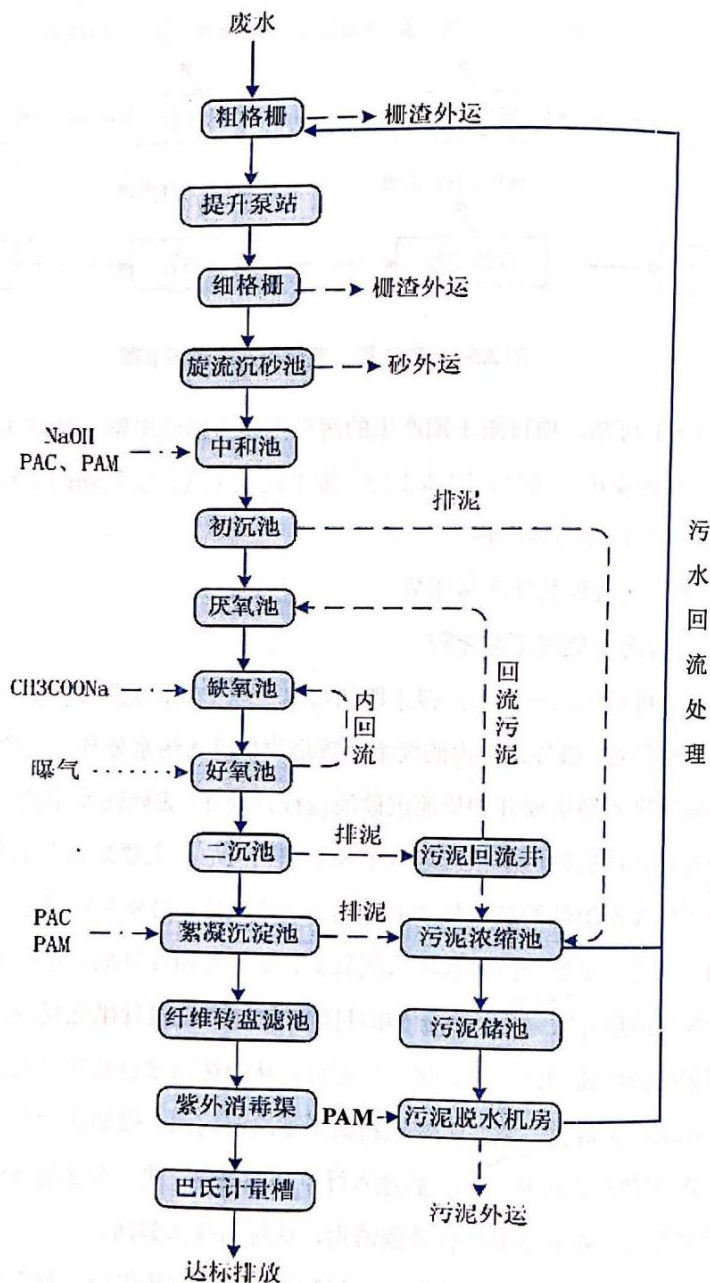 废水
粗格栅
栅渣外运
提升泵站
细格栅
栅渣外运
旋流沉砂池
砂外运
NaOH
PAC、PAM
中和池
初沉池
排泥
厌氧池
CH3COONa
缺氧池
内回流
回流污泥
污水回流处理
曝气
好氧池
二沉池
排泥
污泥回流井
PAC
PAM
絮凝沉淀池
排泥
污泥浓缩池
纤维转盘滤池
污泥储池
紫外消毒渠
PAM
污泥脱水机房
巴氏计量槽
污泥外运
达标排放